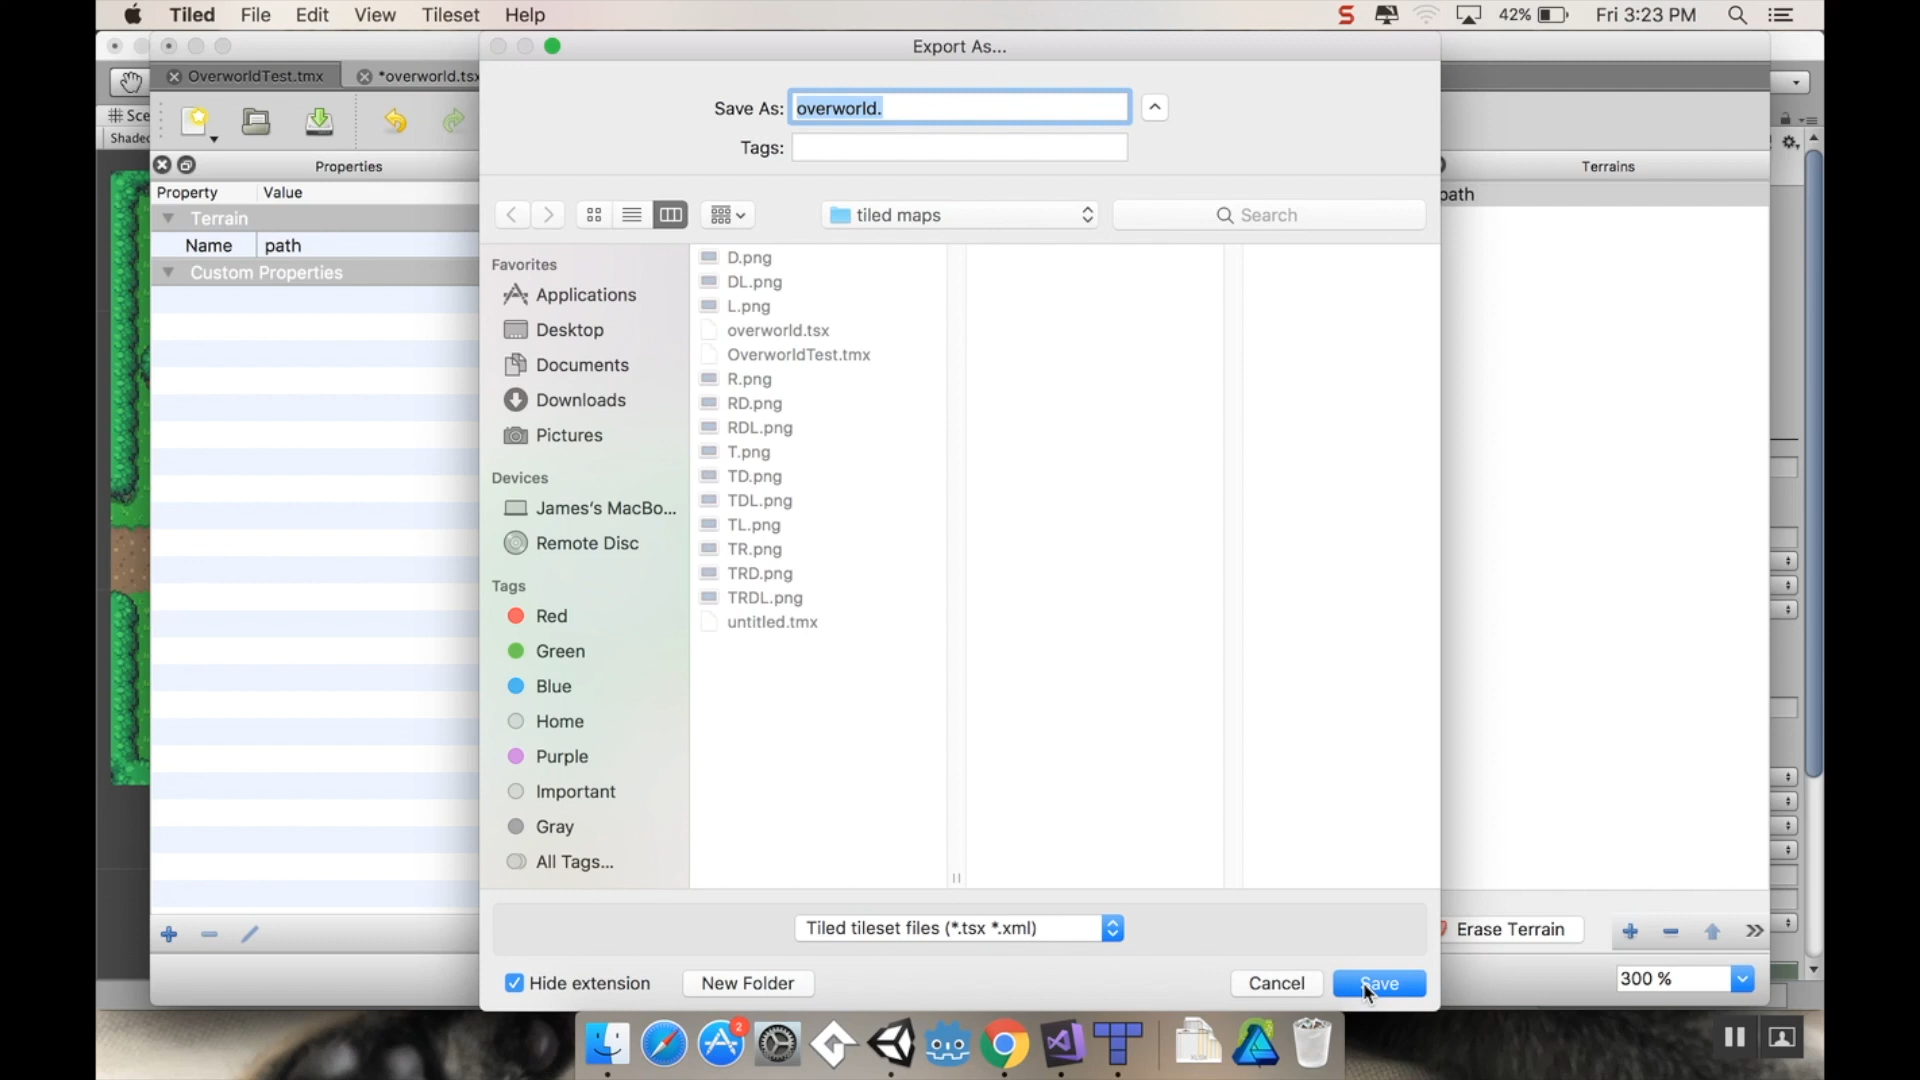 Tiled File Edit View Tileset Help 42% Fri 3:23 PM
Export As...
OverworldTest.tmx *overworld.tsx
# Sce
Shaded
Save As: overworld.
Tags:
Properties
Property Value
Terrain
Name path
Custom Properties
tiled maps Search
Favorites
Applications
Desktop
Documents
Downloads
Pictures
Devices
James's MacBo...
Remote Disc
Tags
Red
Green
Blue
Home
Purple
Important
Gray
All Tags...
D.png
DL.png
L.png
overworld.tsx
OverworldTest.tmx
R.png
RD.png
RDL.png
T.png
TD.png
TDL.png
TL.png
TR.png
TRD.png
TRDL.png
untitled.tmx
Terrains
path
Tiled tileset files (*.tsx *.xml)
Hide extension New Folder Cancel Save
Erase Terrain
300 %
2